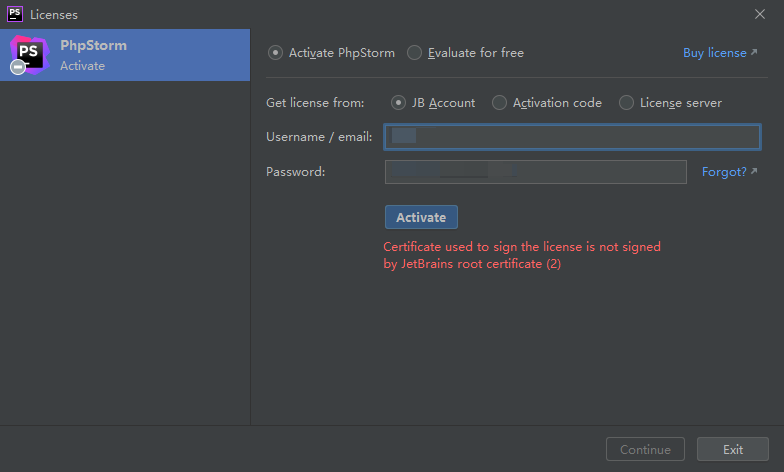 PS Licenses
PS PhpStorm
Activate
Activate PhpStorm Evaluate for free Buy license
Get license from: JB Account Activation code License server
Username / email:
Password: Forgot?
Activate
Certificate used to sign the license is not signed
by JetBrains root certificate (2)
Continue Exit